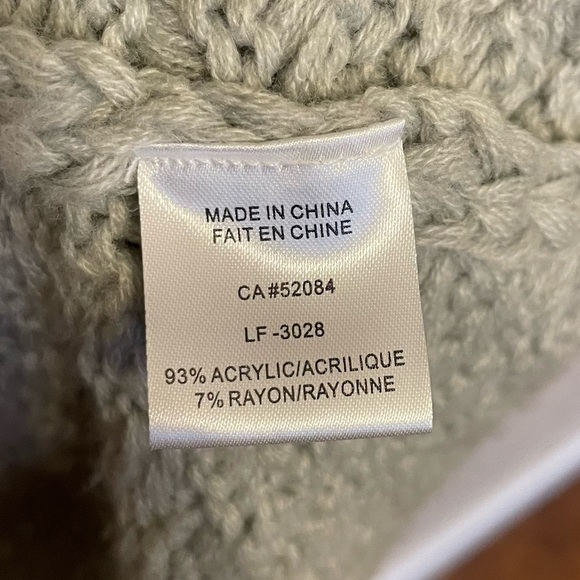 MADE IN CHINA
FAIT EN CHINE
CA#52084
LF-3028
93% ACRYLIC/ACRILIQUE
7% RAYON/RAYONNE